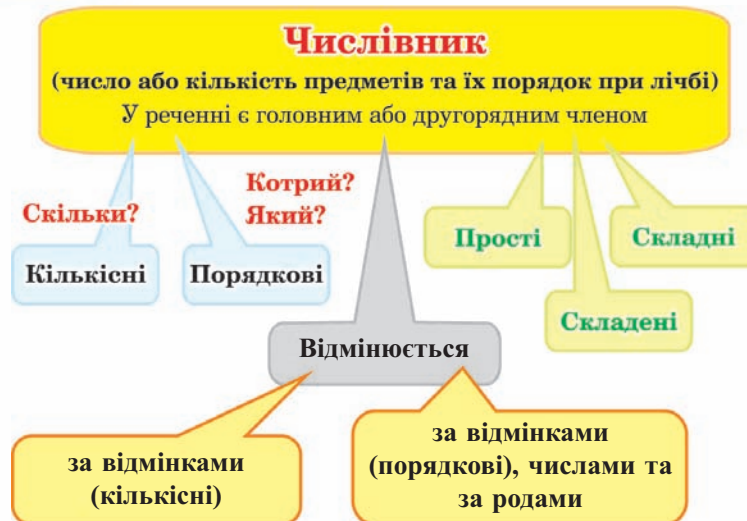 Числівник
(число або кількість предметів та їх порядок при лічбі)
У реченні є головним або другорядним членом
Скільки?
Котрий?
Який?
Кількісні
Порядкові
Прості
Складні
Складені
Відмінюється
за відмінками
(кількісні)
за відмінками
(порядкові), числами та
за родами